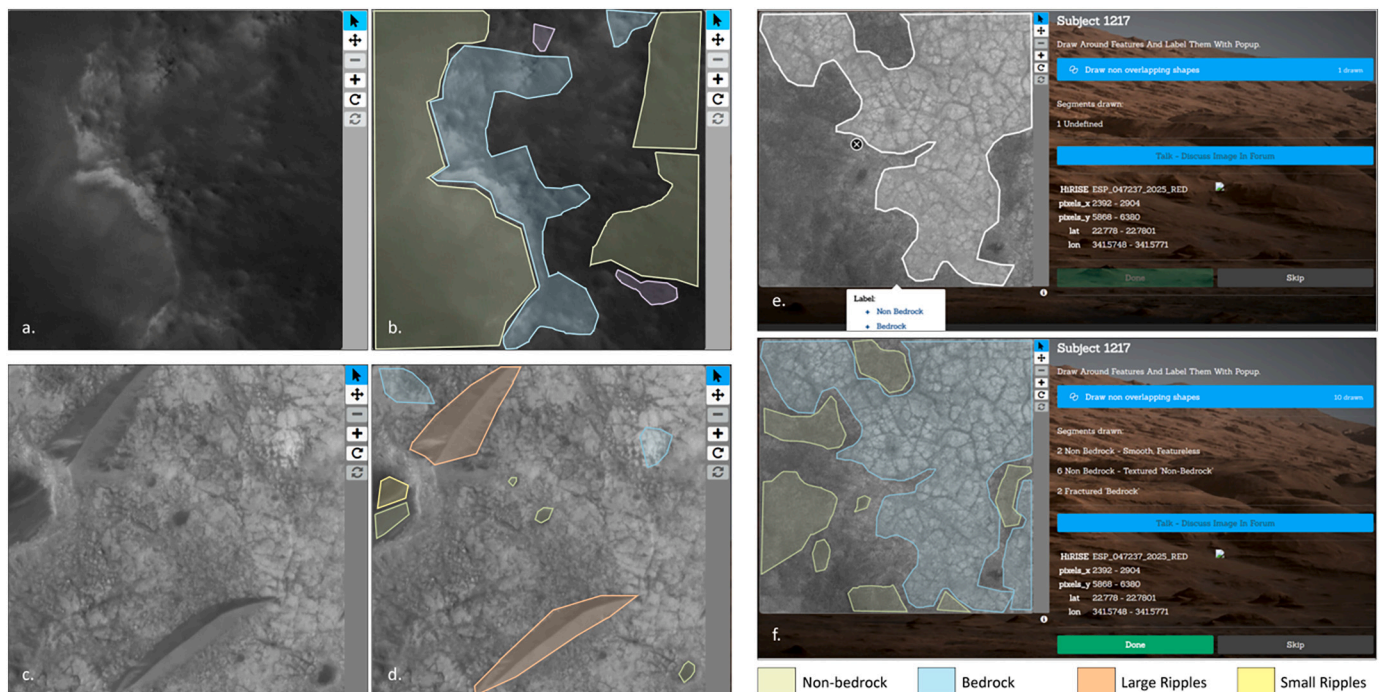 a.
b.
c.
d.
Subject 1217
Draw Around Features And Label Them With Popup.
Draw non overlapping shapes 1 drawn
Segments drawn:
1 Undefined
Talk - Discuss Image In Forum
HiRISE ESP_047237_2025_RED
pixels_x 2392 - 2904
pixels_y 5868 - 6380
lat 22.778 - 22.7801
lon 341.5748 - 341.5771
Done Skip
e.
Label:
+ Non Bedrock
+ Bedrock
Subject 1217
Draw Around Features And Label Them With Popup.
Draw non overlapping shapes 10 drawn
Segments drawn:
2 Non Bedrock - Smooth, Featureless
6 Non Bedrock - Textured 'Non-Bedrock'
2 Fractured 'Bedrock'
Talk - Discuss Image In Forum
HiRISE ESP_047237_2025_RED
pixels_x 2392 - 2904
pixels_y 5868 - 6380
lat 22.778 - 22.7801
lon 341.5748 - 341.5771
Done Skip
f.
Non-bedrock Bedrock Large Ripples Small Ripples